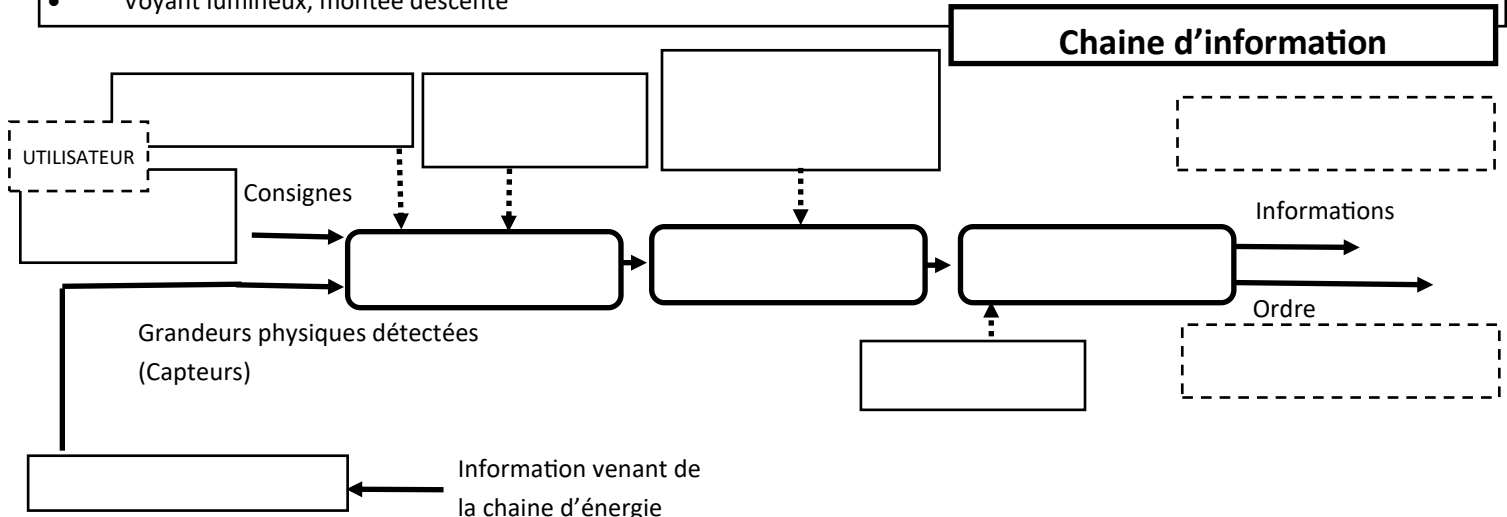 • Voyant lumineux, montée descente
Chaine d'information
UTILISATEUR
Consignes
Informations
Ordre
Grandeurs physiques détectées
(Capteurs)
Information venant de
la chaine d'énergie